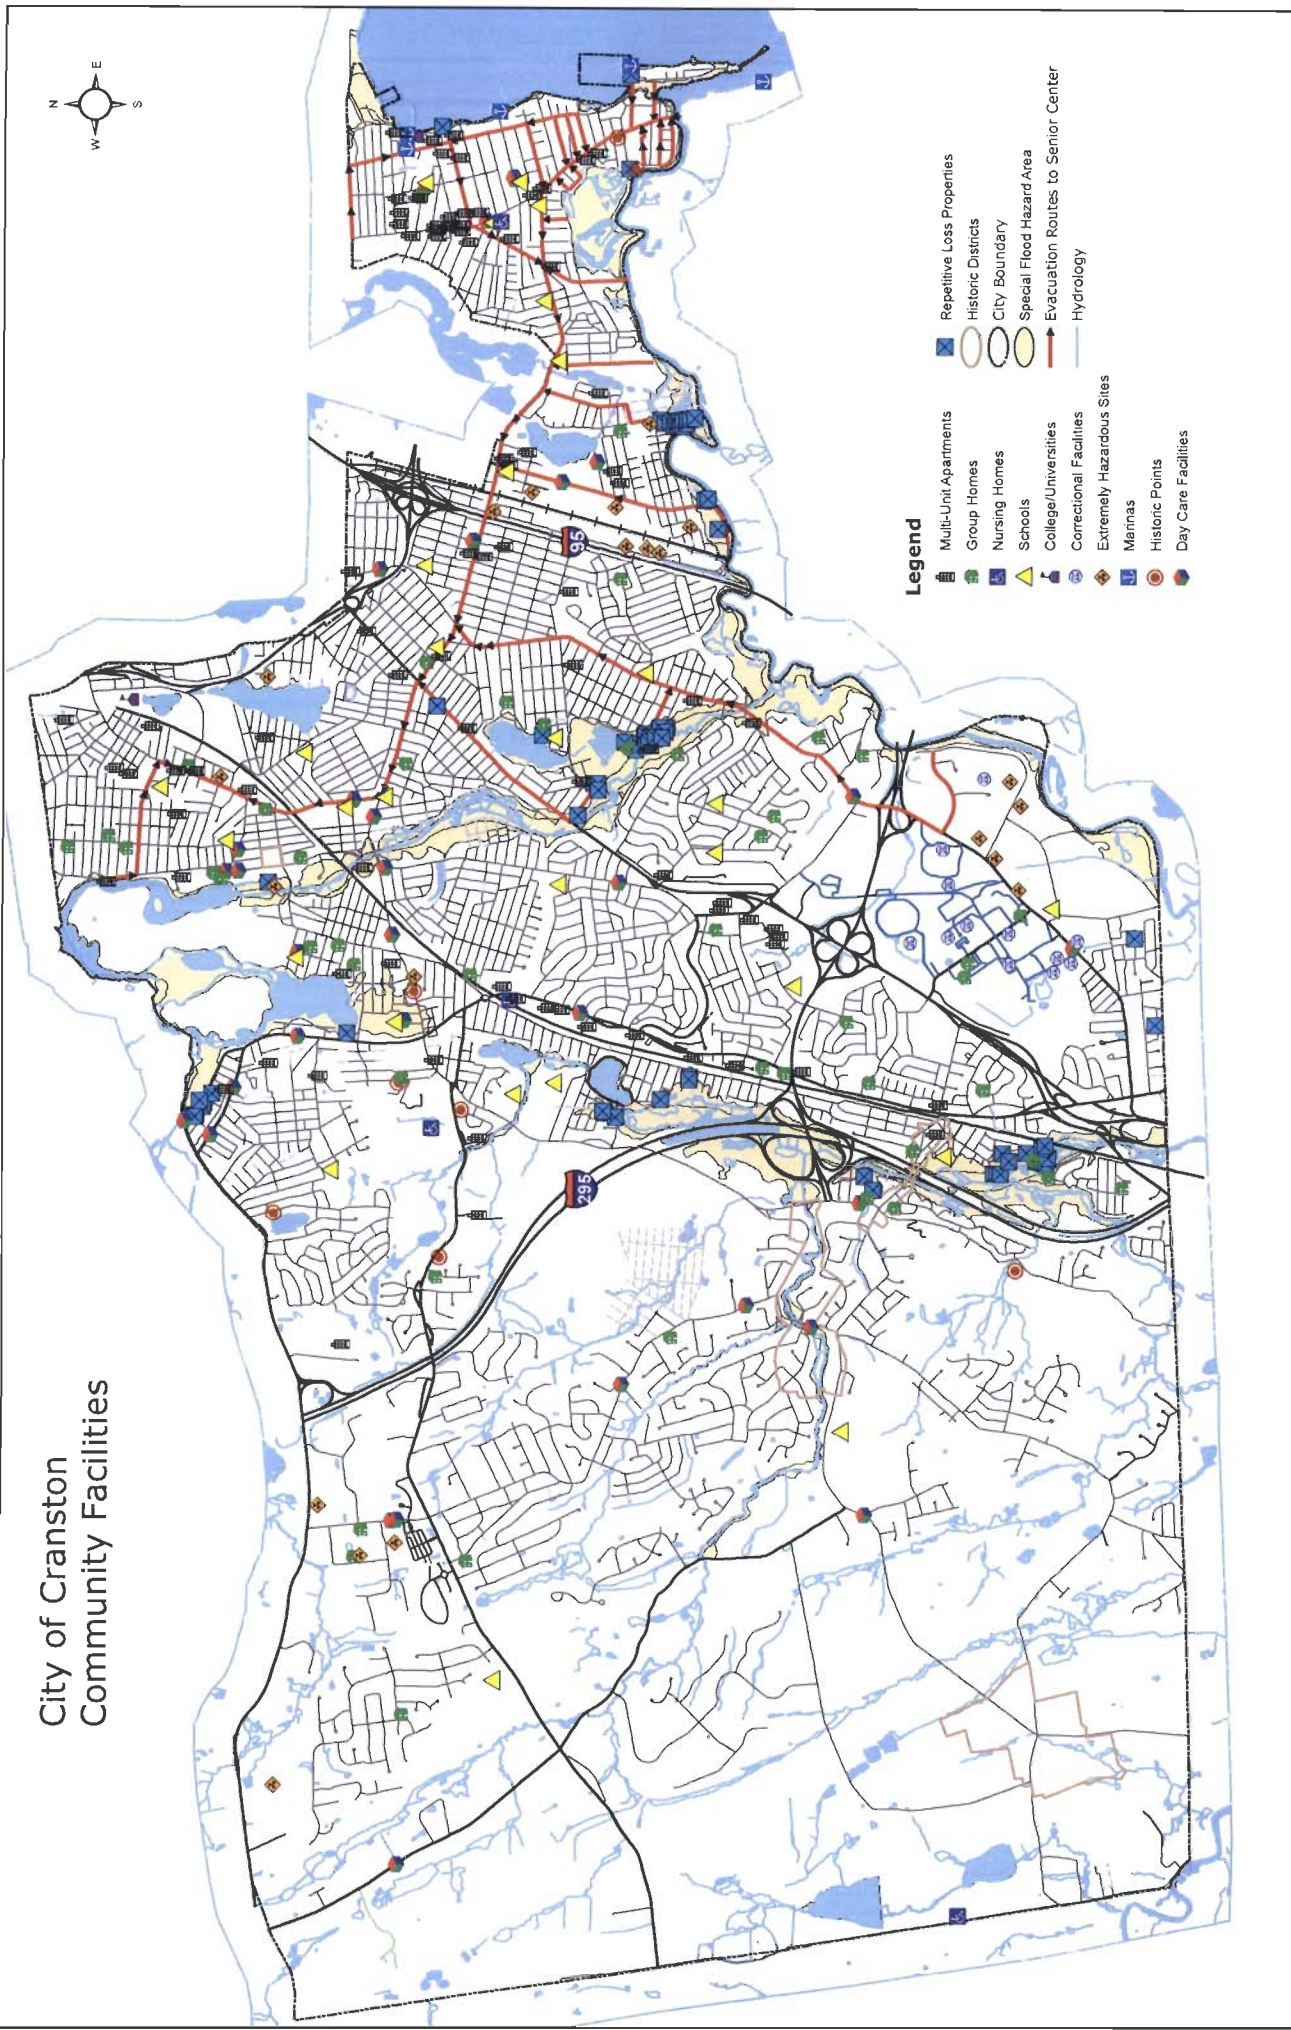 City of Cranston
Community Facilities
N
W
E
S
95
295
Legend
Multi-Unit Apartments
Group Homes
Nursing Homes
Schools
College/Universities
Correctional Facilities
Extremely Hazardous Sites
Marinas
Historic Points
Day Care Facilities
Repetitive Loss Properties
Historic Districts
City Boundary
Special Flood Hazard Area
Evacuation Routes to Senior Center
Hydrology